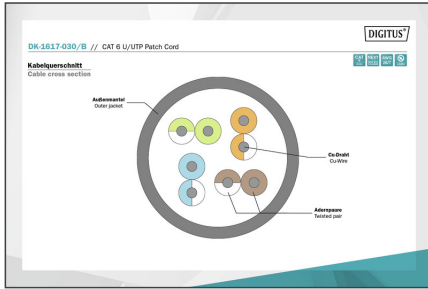 DIGITUS®
DK-1617-030/B // CAT 6 U/UTP Patch Cord
Kabelquerschnitt
Cable cross section
Außenmantel
Outer jacket
Cu-Draht
Cu-Wire
Adernpaare
Twisted pair